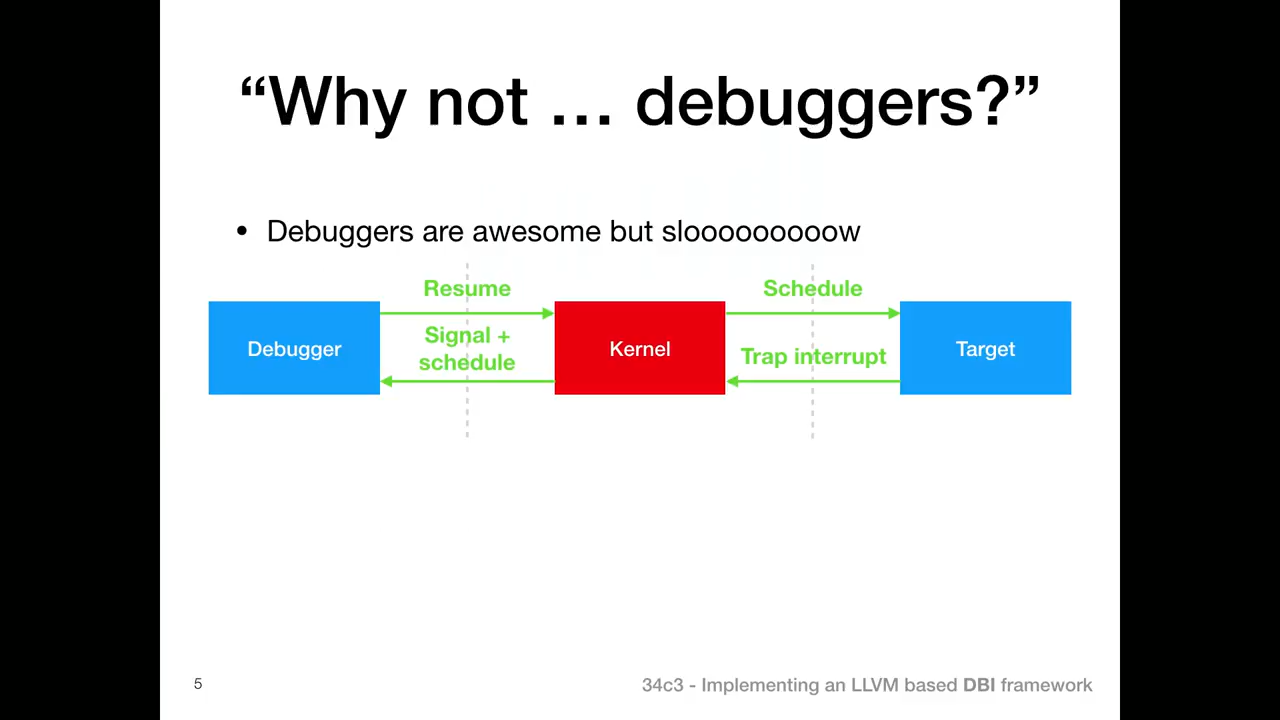 “Why not … debuggers?”
• Debuggers are awesome but slooooooooow
Resume
Schedule
Debugger
Signal +
schedule
Kernel
Trap interrupt
Target
5
34c3 - Implementing an LLVM based DBI framework